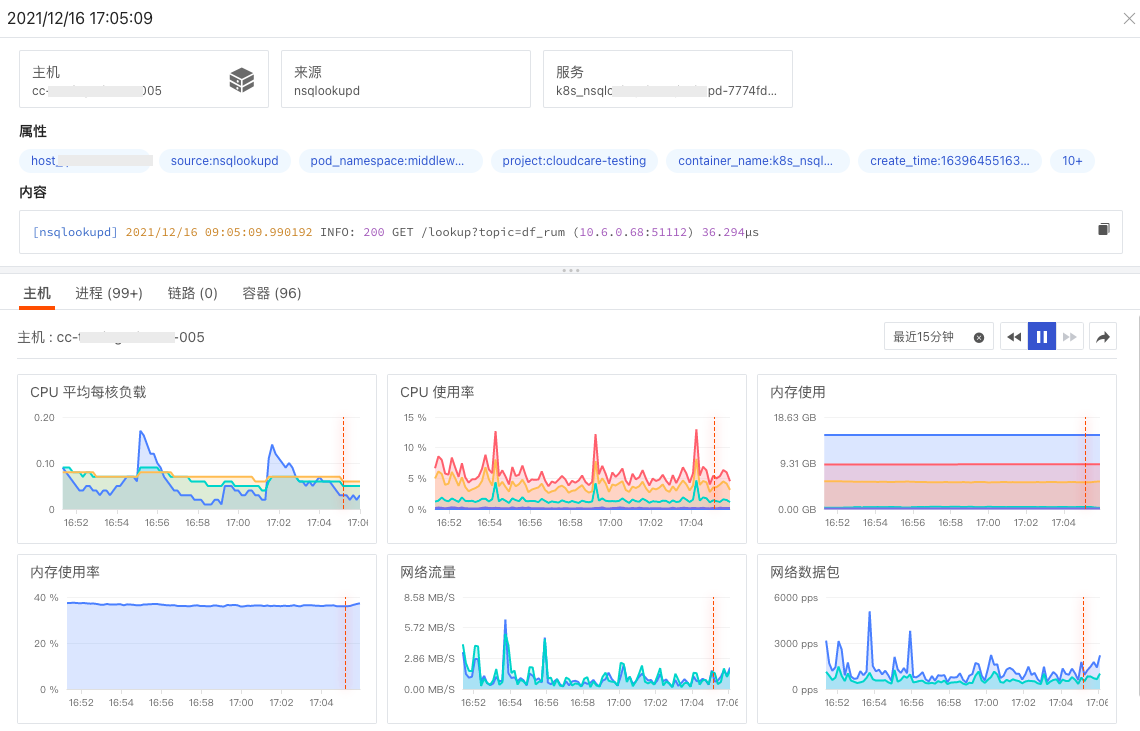 2021/12/16 17:05:09
主机
cc- 005
来源
nsqlookupd
服务
k8s_nsqlc pd-7774fd...
属性
host_ source:nsqlookupd pod_namespace:middlew... project:cloudcare-testing container_name:k8s_nsql... create_time:16396455163... 10+
内容
[nsqlookupd] 2021/12/16 09:05:09.990192 INFO: 200 GET /lookup?topic=df_rum (10.6.0.68:51112) 36.294µs
主机 进程 (99+) 链路 (0) 容器 (96)
主机 : cc- -005
最近15分钟
CPU 平均每核负载
0.20
0.10
0
16:52 16:54 16:56 16:58 17:00 17:02 17:04 17:0
CPU 使用率
15 %
10 %
5 %
0 %
16:52 16:54 16:56 16:58 17:00 17:02 17:04
内存使用
18.63 GB
9.31 GB
0.00 GB
16:52 16:54 16:56 16:58 17:00 17:02 17:04
内存使用率
40 %
20 %
0 %
16:52 16:54 16:56 16:58 17:00 17:02 17:04
网络流量
8.58 MB/S
5.72 MB/S
2.86 MB/S
0.00 MB/S
16:52 16:54 16:56 16:58 17:00 17:02 17:04 17:06
网络数据包
6000 pps
3000 pps
0 pps
16:52 16:54 16:56 16:58 17:00 17:02 17:04 17:06